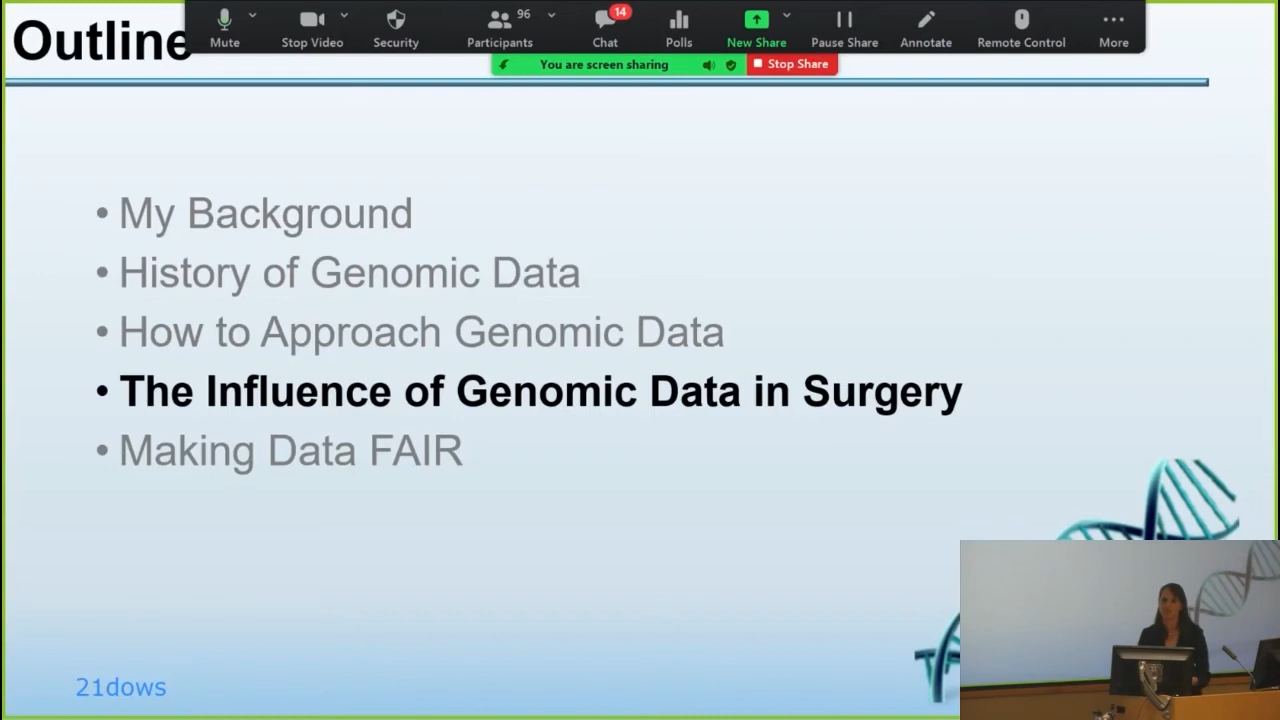 Outline
Mute
Stop Video
Security
Participants
96
Chat
14
Polls
New Share
Pause Share
Annotate
Remote Control
More
You are screen sharing
Stop Share
• My Background
• History of Genomic Data
• How to Approach Genomic Data
• The Influence of Genomic Data in Surgery
• Making Data FAIR
21dows